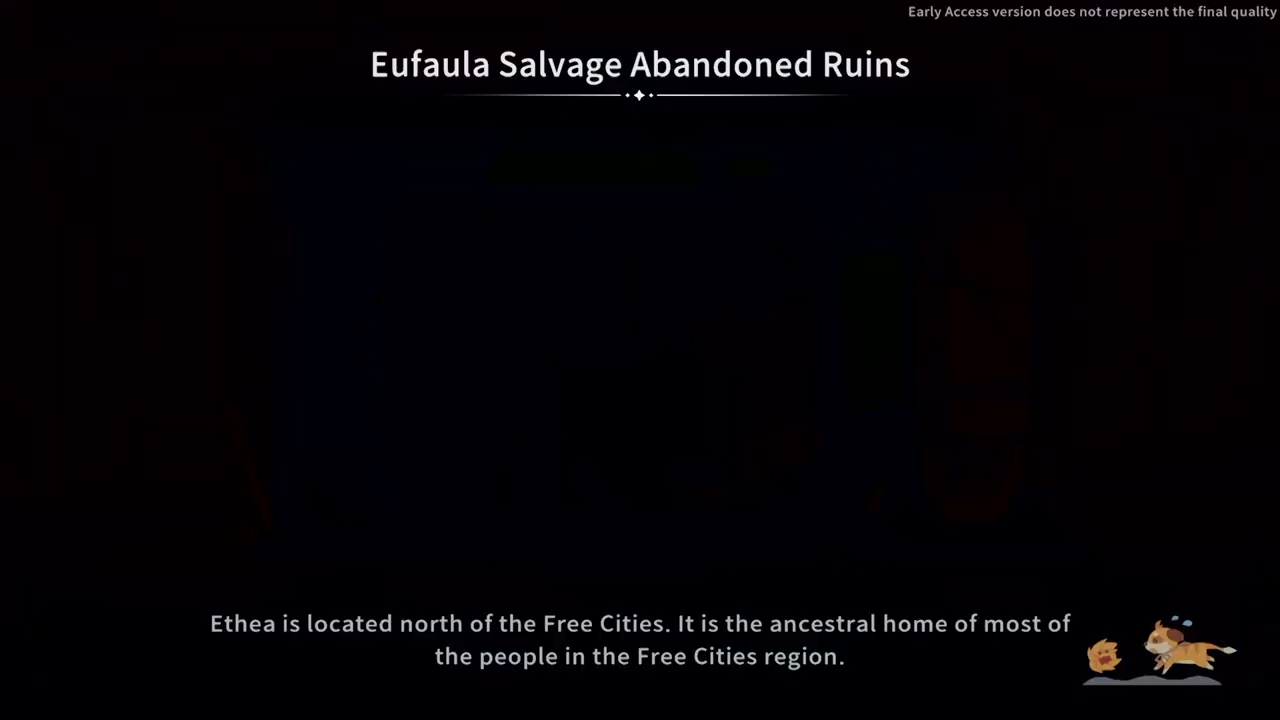 Early Access version does not represent the final quality
Eufaula Salvage Abandoned Ruins
Ethea is located north of the Free Cities. It is the ancestral home of most of
the people in the Free Cities region.